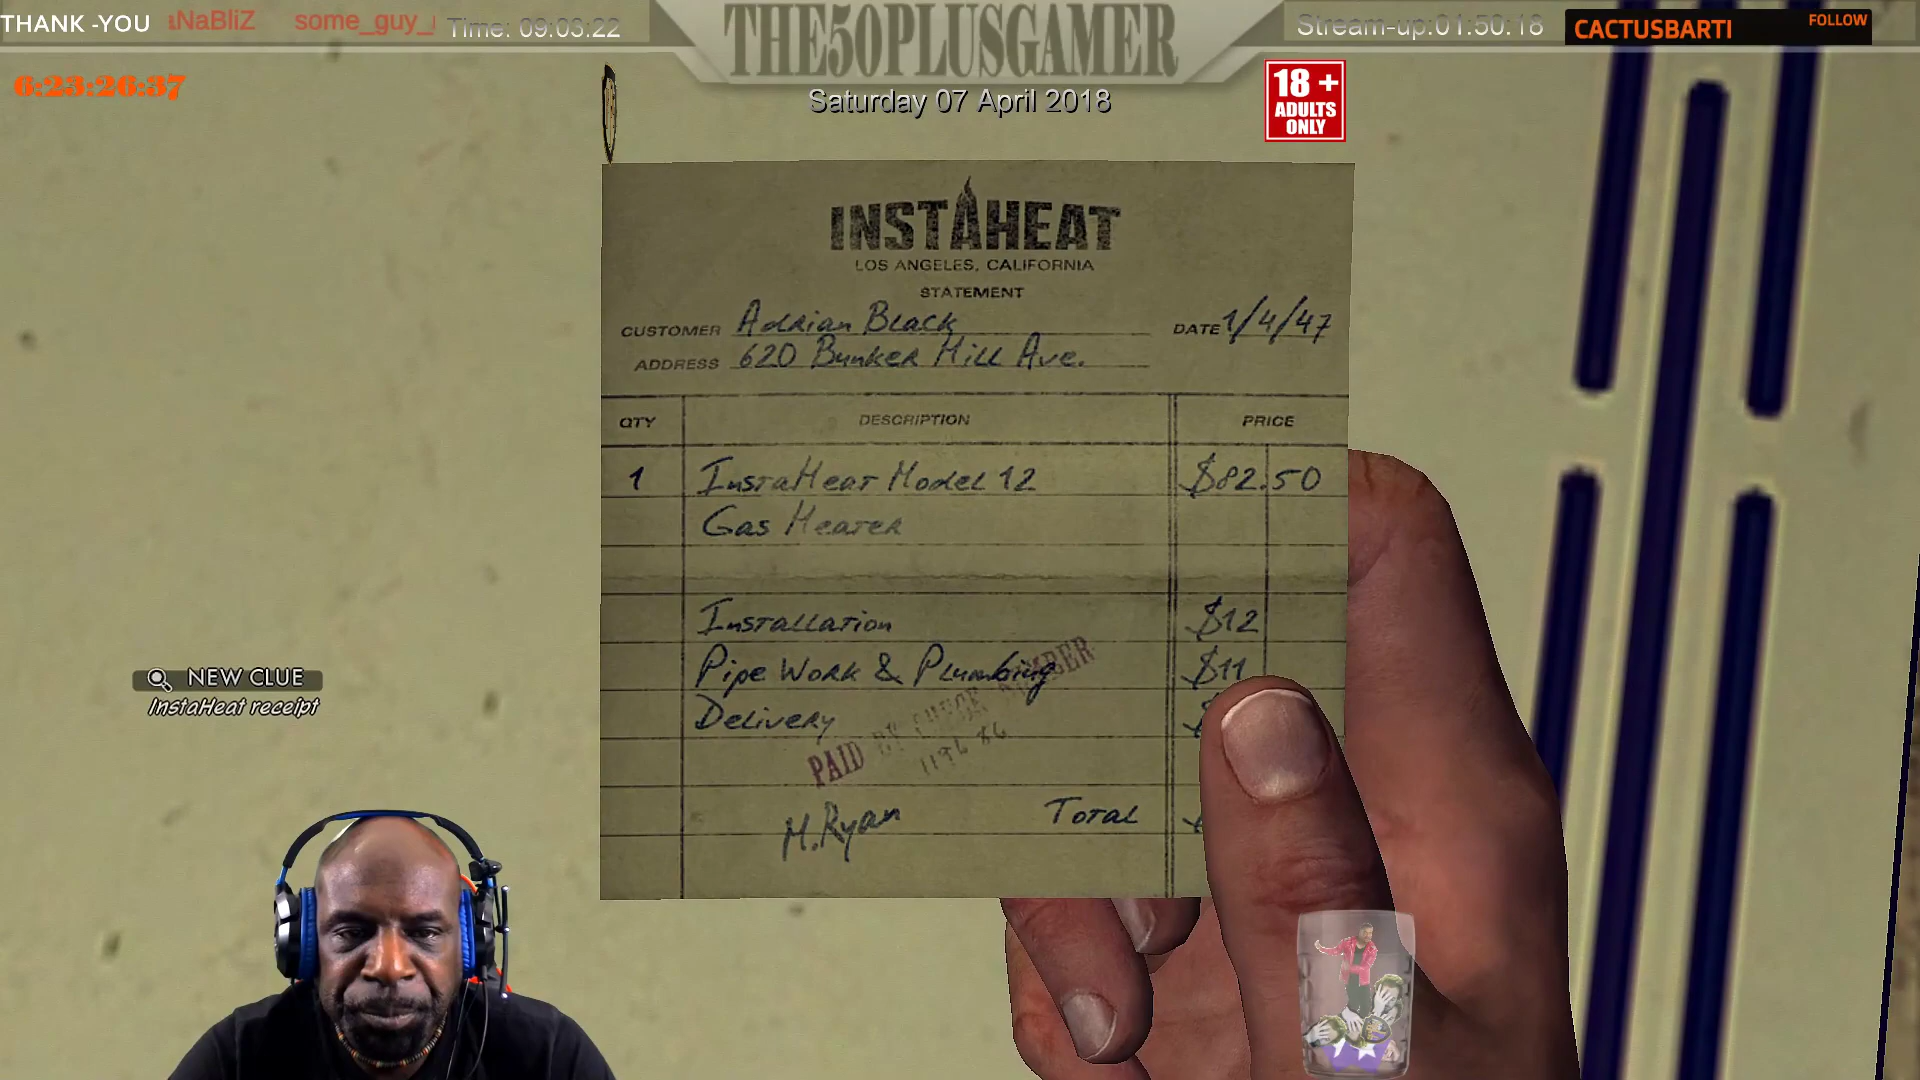 THANK -YOU
aNaBliZ some_guy_
Time: 09:03:22
THE50PLUSGAMER
Stream-up:01:50:18
CACTUSBARTI
FOLLOW
6:23:26:37
Saturday 07 April 2018
18 +
ADULTS
ONLY
INSTAHEAT
LOS ANGELES, CALIFORNIA
STATEMENT
CUSTOMER Adrian Black DATE 1/4/47
ADDRESS 620 Bunker Hill Ave.
QTY DESCRIPTION PRICE
1 InstaHeat Model 12 $82.50
Gas Heater
Installation $12
Pipe Work & Plumbing $11
Delivery $
PAID BY
M.Ryan Total
NEW CLUE
InstaHeat receipt